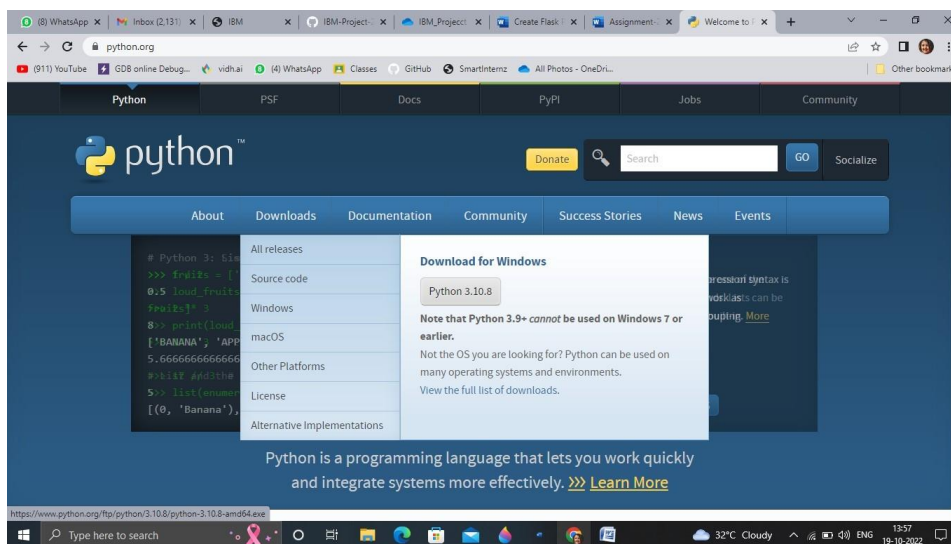 (8) WhatsApp
Inbox (2,131)
IBM
IBM-Project-
IBM_Projecct
Create Flask
Assignment-
Welcome to
python.org
(911) YouTube
GDB online Debug...
vidh.ai
(4) WhatsApp
Classes
GitHub
SmartInternz
All Photos - OneDri...
Other bookmark
Python
PSF
Docs
PyPI
Jobs
Community
python™
Donate
Search
GO
Socialize
About
Downloads
Documentation
Community
Success Stories
News
Events
# Python 3: Sim
>>> print(loud_
['BANANA', 'APP
5.6666666666666
>> list(enumer
[(0, 'Banana'),
All releases
Source code
Windows
macOS
Other Platforms
License
Alternative Implementations
Download for Windows
Python 3.10.8
Note that Python 3.9+ cannot be used on Windows 7 or
earlier.
Not the OS you are looking for? Python can be used on
many operating systems and environments.
View the full list of downloads.
More
Python is a programming language that lets you work quickly
and integrate systems more effectively. >>> Learn More
https://www.python.org/ftp/python/3.10.8/python-3.10.8-amd64.exe
Type here to search
32°C Cloudy
ENG
13:57
19-10-2022